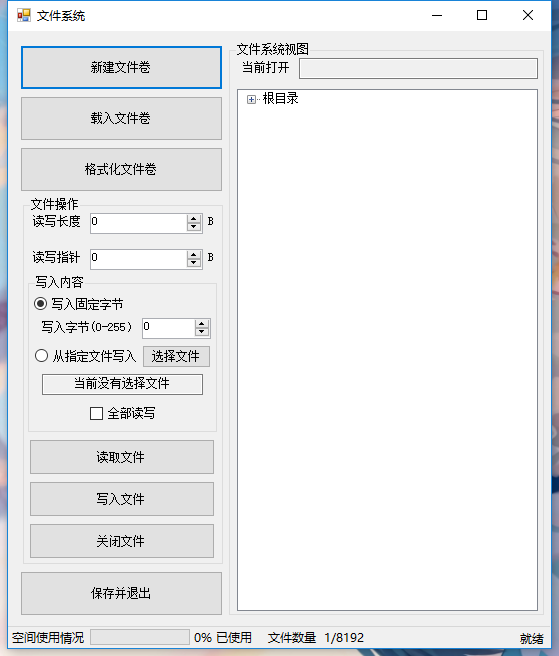 文件系统
新建文件卷
载入文件卷
格式化文件卷
文件操作
读写长度 0 B
读写指针 0 B
写入内容
写入固定字节
写入字节(0-255) 0
从指定文件写入 选择文件
当前没有选择文件
全部读写
读取文件
写入文件
关闭文件
保存并退出
文件系统视图
当前打开
根目录
空间使用情况 0% 已使用 文件数量 1/8192 就绪